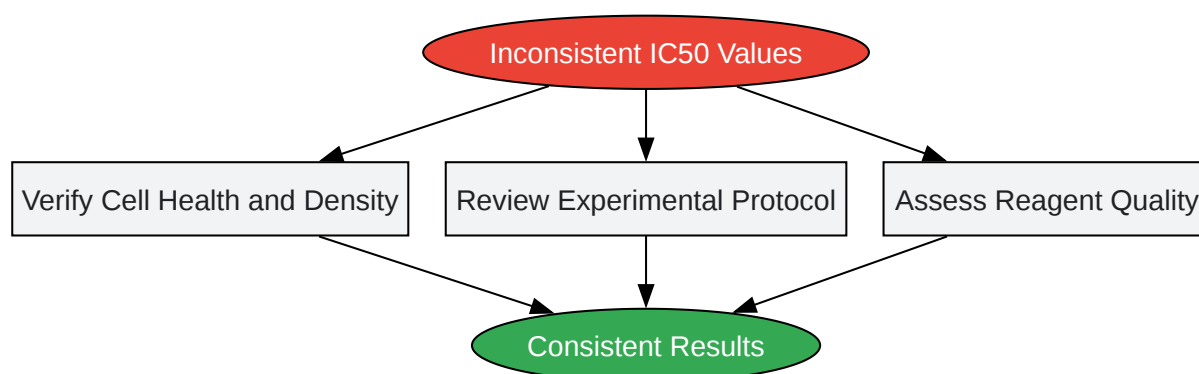 Inconsistent IC50 Values
Verify Cell Health and Density
Review Experimental Protocol
Assess Reagent Quality
Consistent Results